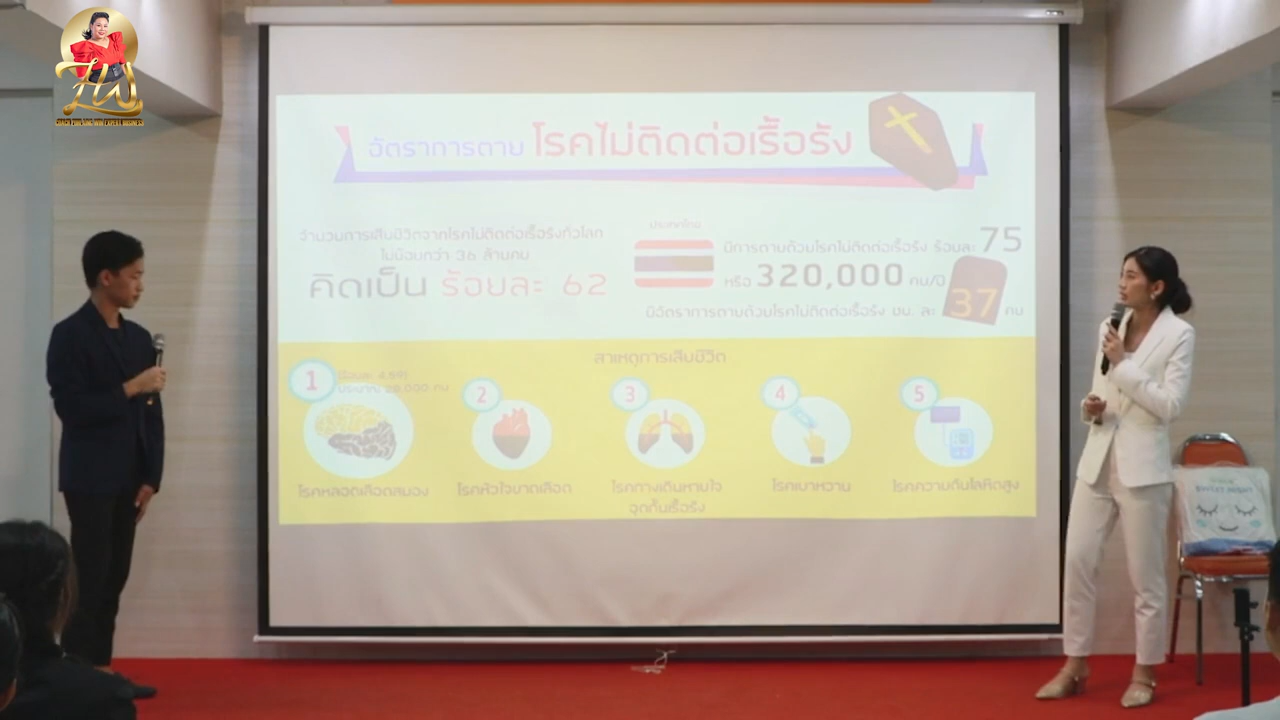 อัตราการตาย โรคไม่ติดต่อเรื้อรัง
จำนวนการเสียชีวิตจากโรคไม่ติดต่อเรื้อรังทั่วโลก
ไม่น้อยกว่า 36 ล้านคน
คิดเป็น ร้อยละ 62
ประเทศไทย
มีการตายด้วยโรคไม่ติดต่อเรื้อรัง ร้อยละ 75
หรือ 320,000 คน/ปี
มีอัตราการตายด้วยโรคไม่ติดต่อเรื้อรัง ชม. ละ 37 คน
สาเหตุการเสียชีวิต
1
2
3
4
5
โรคหลอดเลือดสมอง
โรคหัวใจขาดเลือด
โรคทางเดินหายใจ
อุดกั้นเรื้อรัง
โรคเบาหวาน
โรคความดันโลหิตสูง